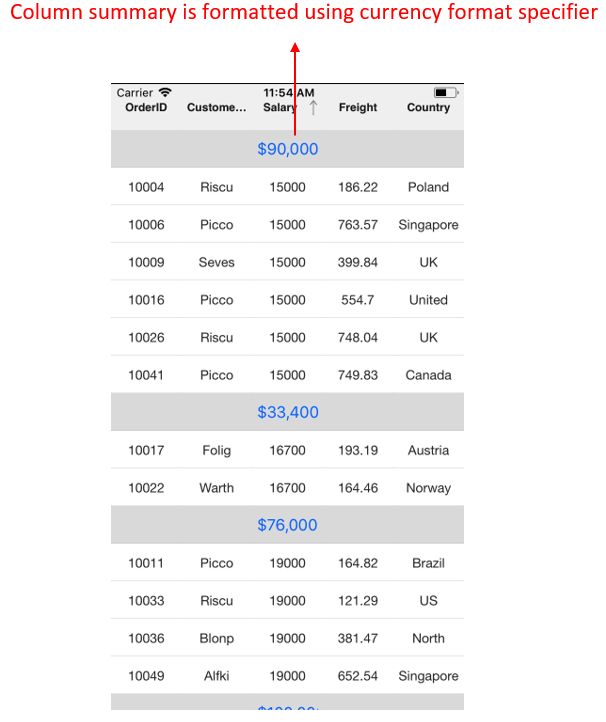 Column summary is formatted using currency format specifier
Carrier 11:54 AM
OrderID Custome... Salary Freight Country
$90,000
10004 Riscu 15000 186.22 Poland
10006 Picco 15000 763.57 Singapore
10009 Seves 15000 399.84 UK
10016 Picco 15000 554.7 United
10026 Riscu 15000 748.04 UK
10041 Picco 15000 749.83 Canada
$33,400
10017 Folig 16700 193.19 Austria
10022 Warth 16700 164.46 Norway
$76,000
10011 Picco 19000 164.82 Brazil
10033 Riscu 19000 121.29 US
10036 Blonp 19000 381.47 North
10049 Alfki 19000 652.54 Singapore